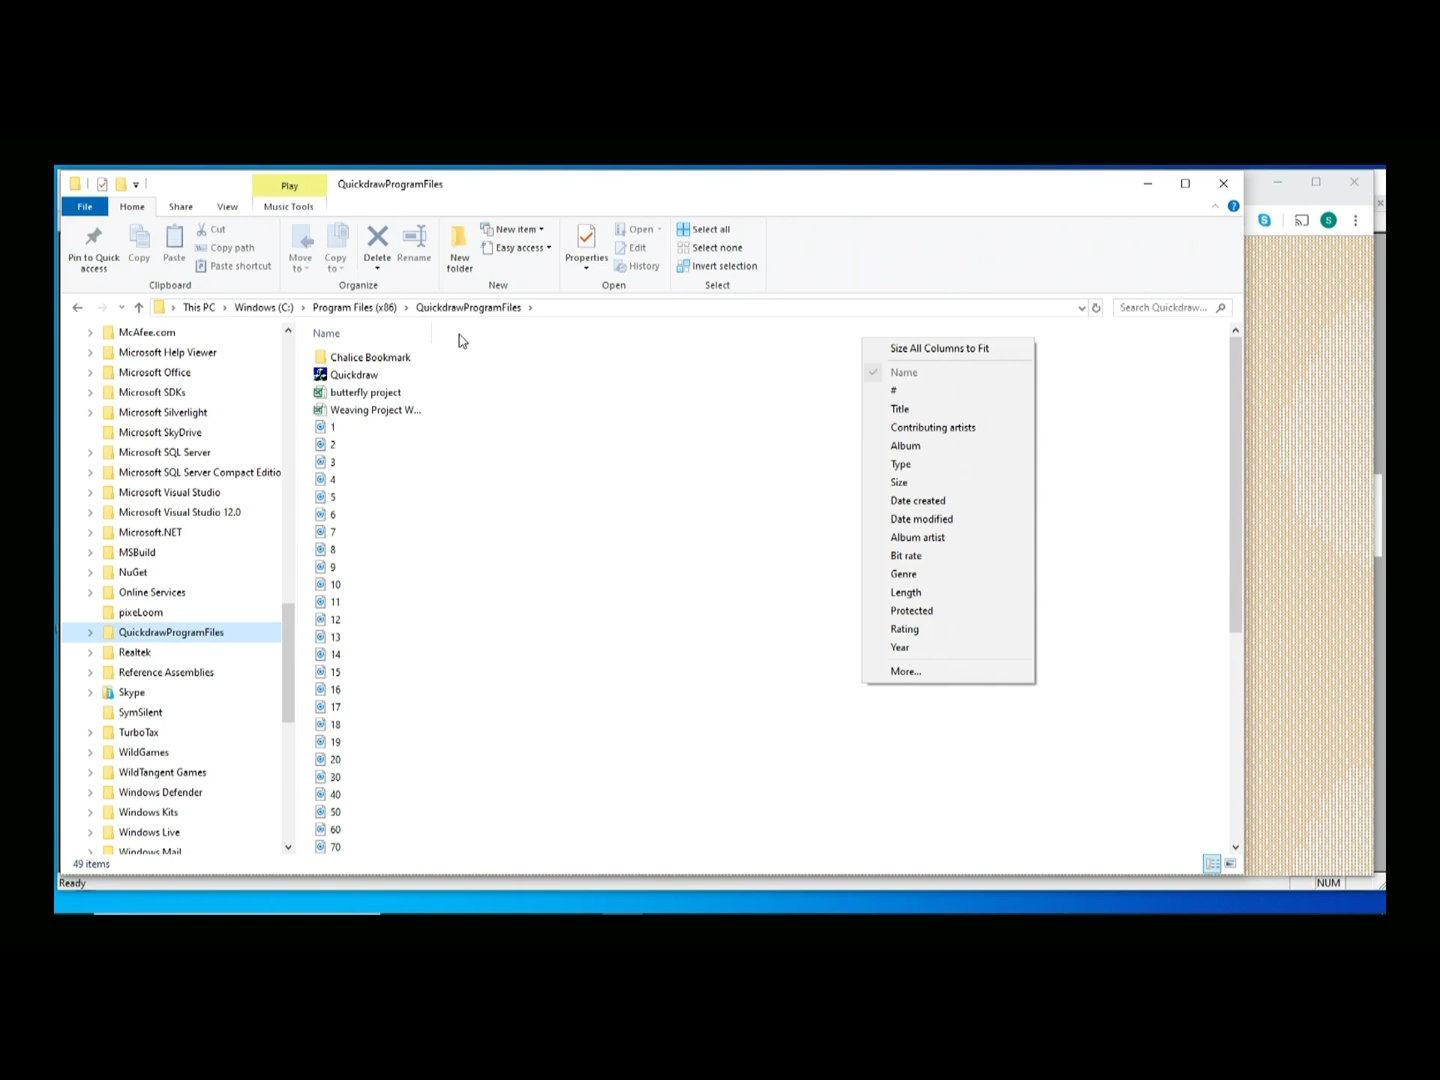 Play
QuickdrawProgramFiles
File
Home
Share
View
Music Tools
Pin to Quick access
Copy
Paste
Cut
Copy path
Paste shortcut
Clipboard
Move to
Copy to
Delete
Rename
Organize
New folder
New item
Easy access
New
Properties
Open
Edit
History
Open
Select all
Select none
Invert selection
Select
S
This PC
Windows (C:)
Program Files (x86)
QuickdrawProgramFiles
Search Quickdraw...
McAfee.com
Microsoft Help Viewer
Microsoft Office
Microsoft SDKs
Microsoft Silverlight
Microsoft SkyDrive
Microsoft SQL Server
Microsoft SQL Server Compact Editio
Microsoft Visual Studio
Microsoft Visual Studio 12.0
Microsoft.NET
MSBuild
NuGet
Online Services
pixeLoom
QuickdrawProgramFiles
Realtek
Reference Assemblies
Skype
SymSilent
TurboTax
WildGames
WildTangent Games
Windows Defender
Windows Kits
Windows Live
Windows Mail
Name
Chalice Bookmark
Quickdraw
butterfly project
Weaving Project W...
1
2
3
4
5
6
7
8
9
10
11
12
13
14
15
16
17
18
19
20
30
40
50
60
70
Size All Columns to Fit
Name
#
Title
Contributing artists
Album
Type
Size
Date created
Date modified
Album artist
Bit rate
Genre
Length
Protected
Rating
Year
More...
49 items
Ready
NUM